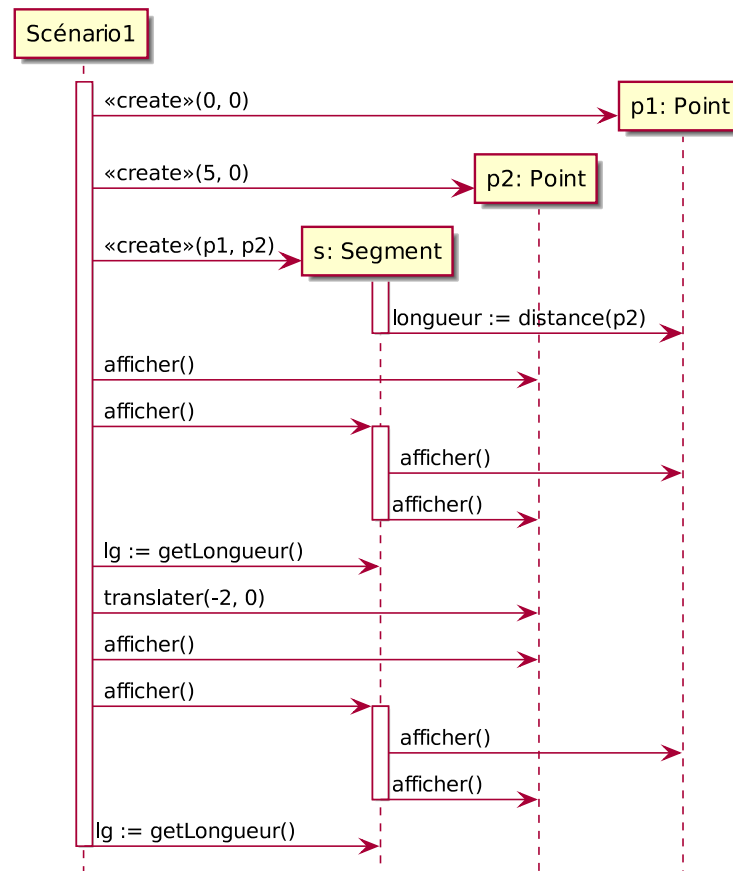 Scénario1
«create»(0, 0)
p1: Point
«create»(5, 0)
p2: Point
«create»(p1, p2)
s: Segment
longueur := distance(p2)
afficher()
afficher()
afficher()
afficher()
lg := getLongueur()
translater(-2, 0)
afficher()
afficher()
afficher()
afficher()
lg := getLongueur()